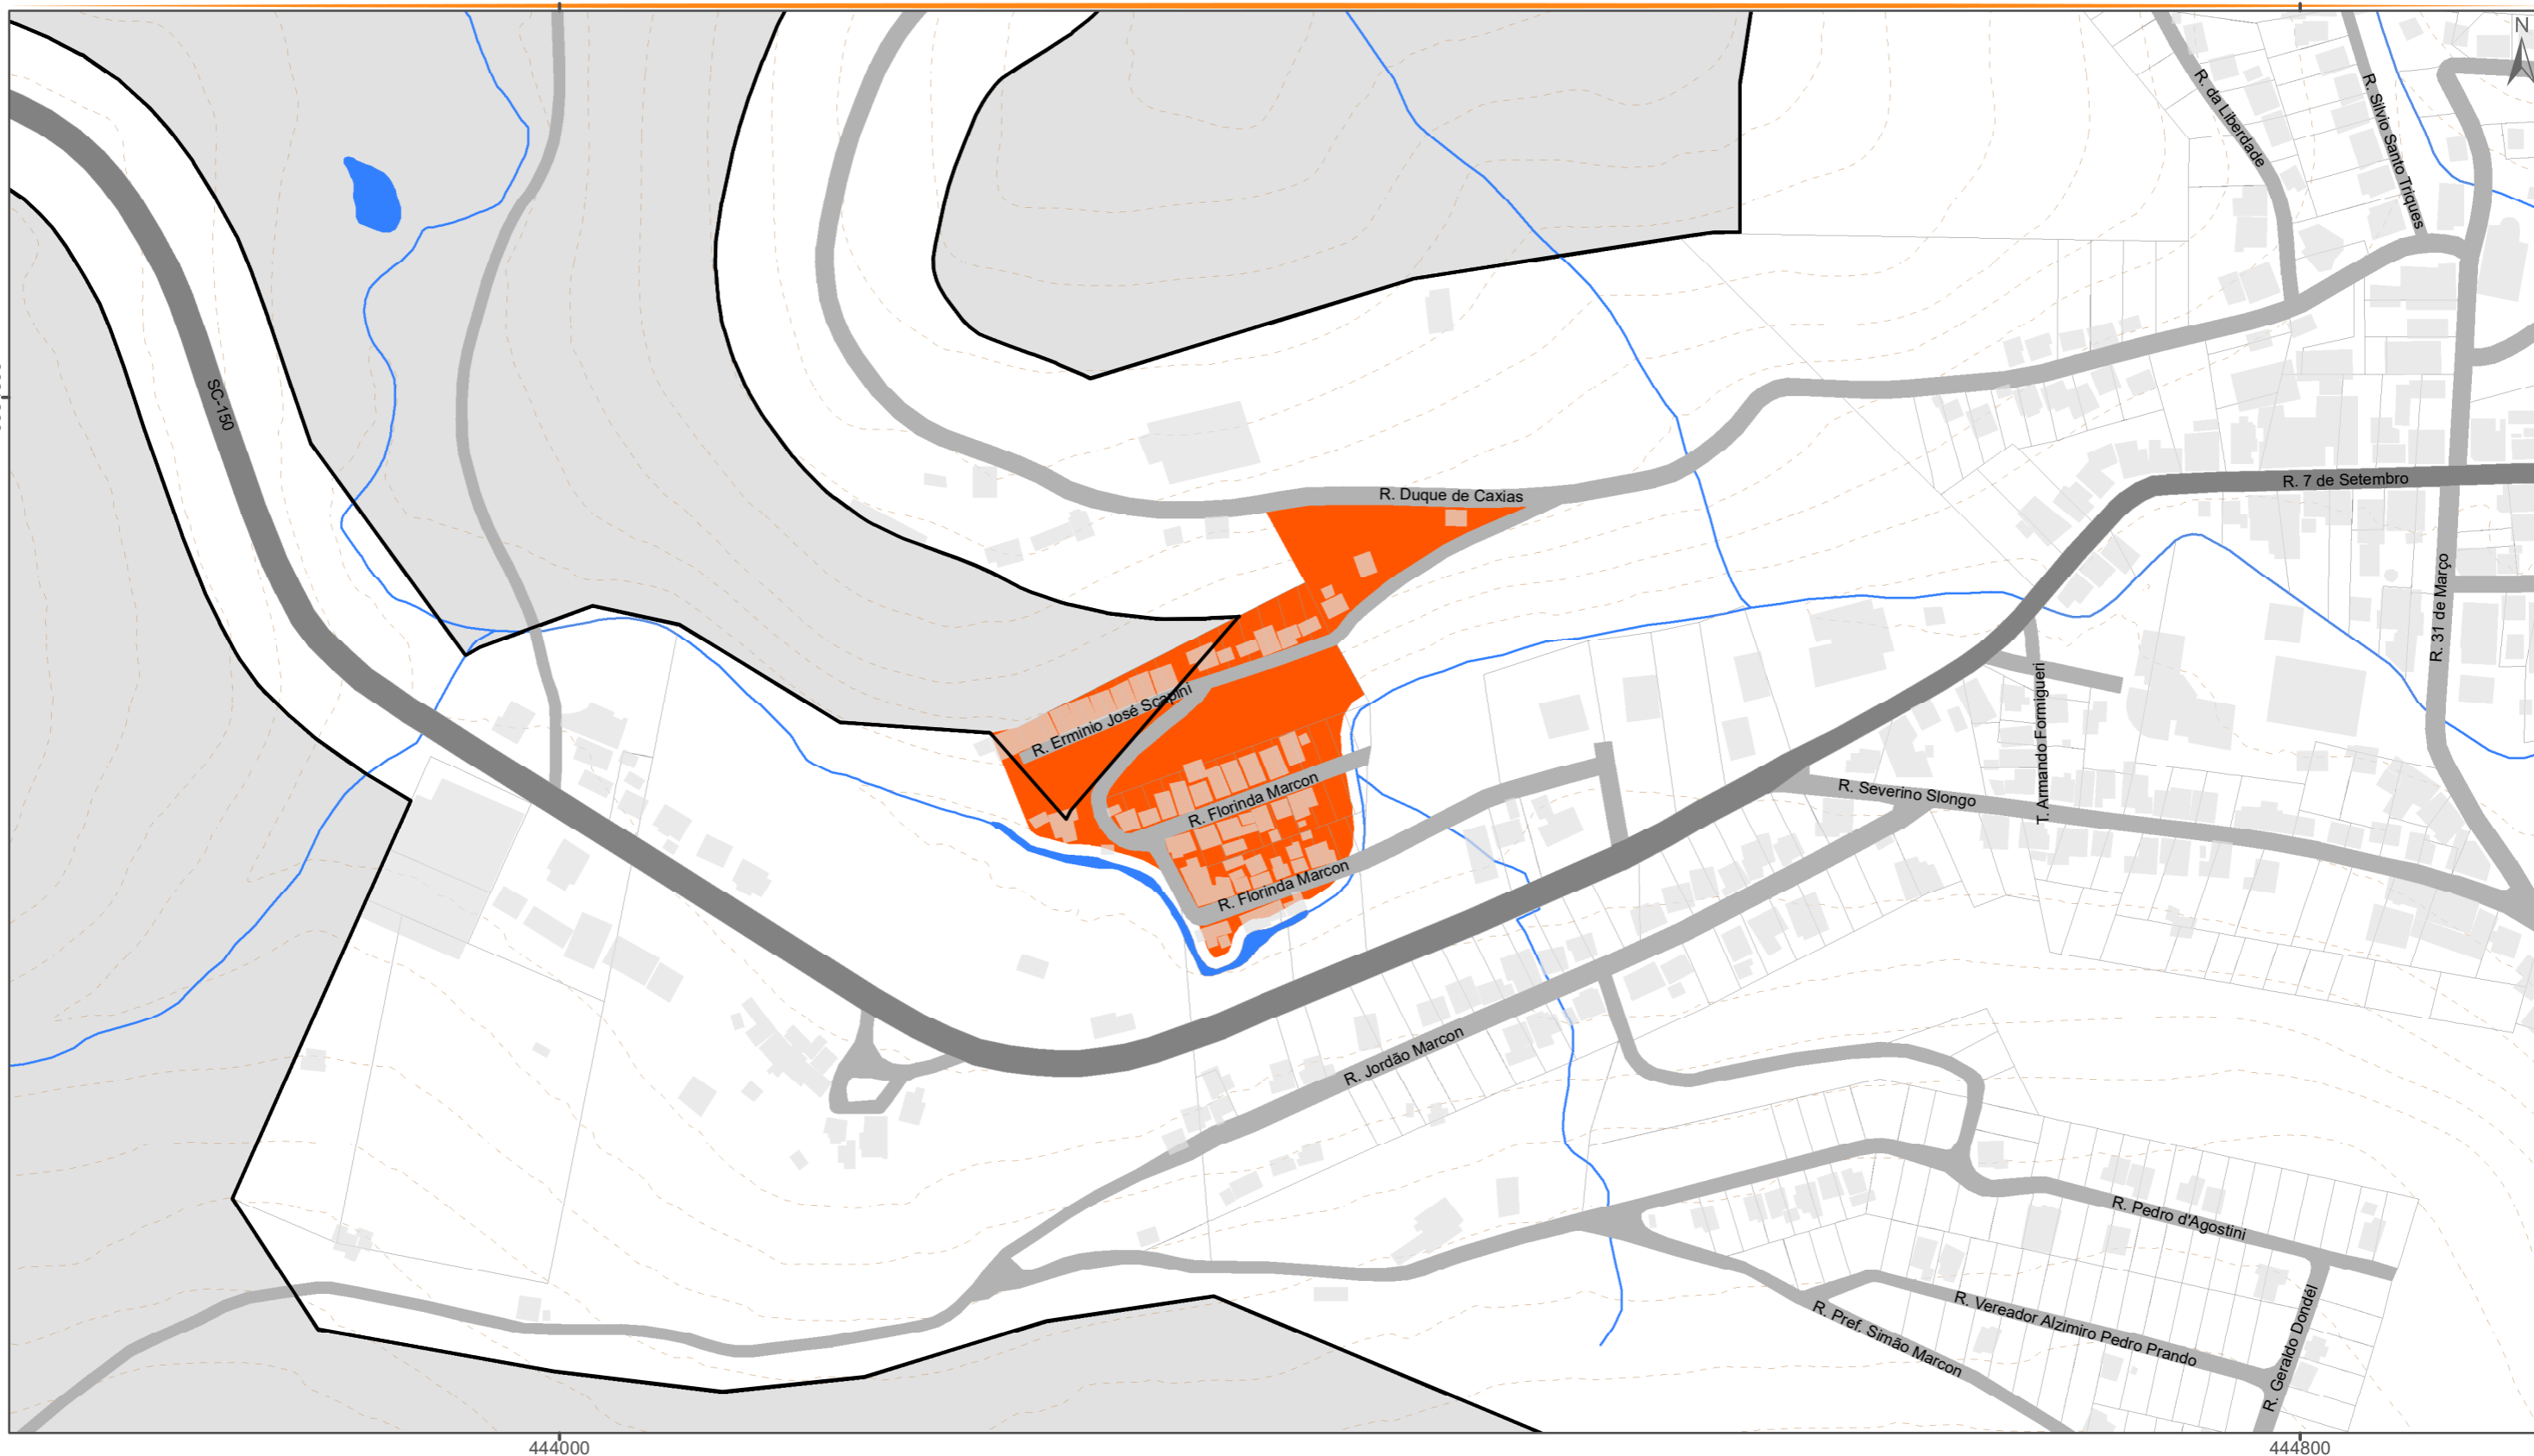 N
R. da Liberdade
R. Silvio Santo Triques
SC-150
R. Duque de Caxias
R. 7 de Setembro
R. 31 de Março
R. Erminio José Scapini
T. Armando Formigueri
R. Florinda Marcon
R. Severino Slongo
R. Florinda Marcon
R. Jordão Marcon
R. Pedro d'Agostini
R. Vereador Alzimiro Pedro Prando
R. Pref. Simão Marcon
R. Geraldo Dondél
444000
444800